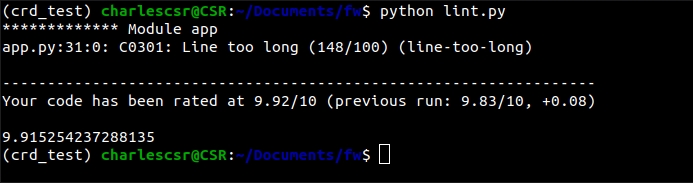 (crd_test) charlescsr@CSR:~/Documents/fw$ python lint.py
************* Module app
app.py:31:0: C0301: Line too long (148/100) (line-too-long)
------------------------------------------------------------------
Your code has been rated at 9.92/10 (previous run: 9.83/10, +0.08)
9.915254237288135
(crd_test) charlescsr@CSR:~/Documents/fw$